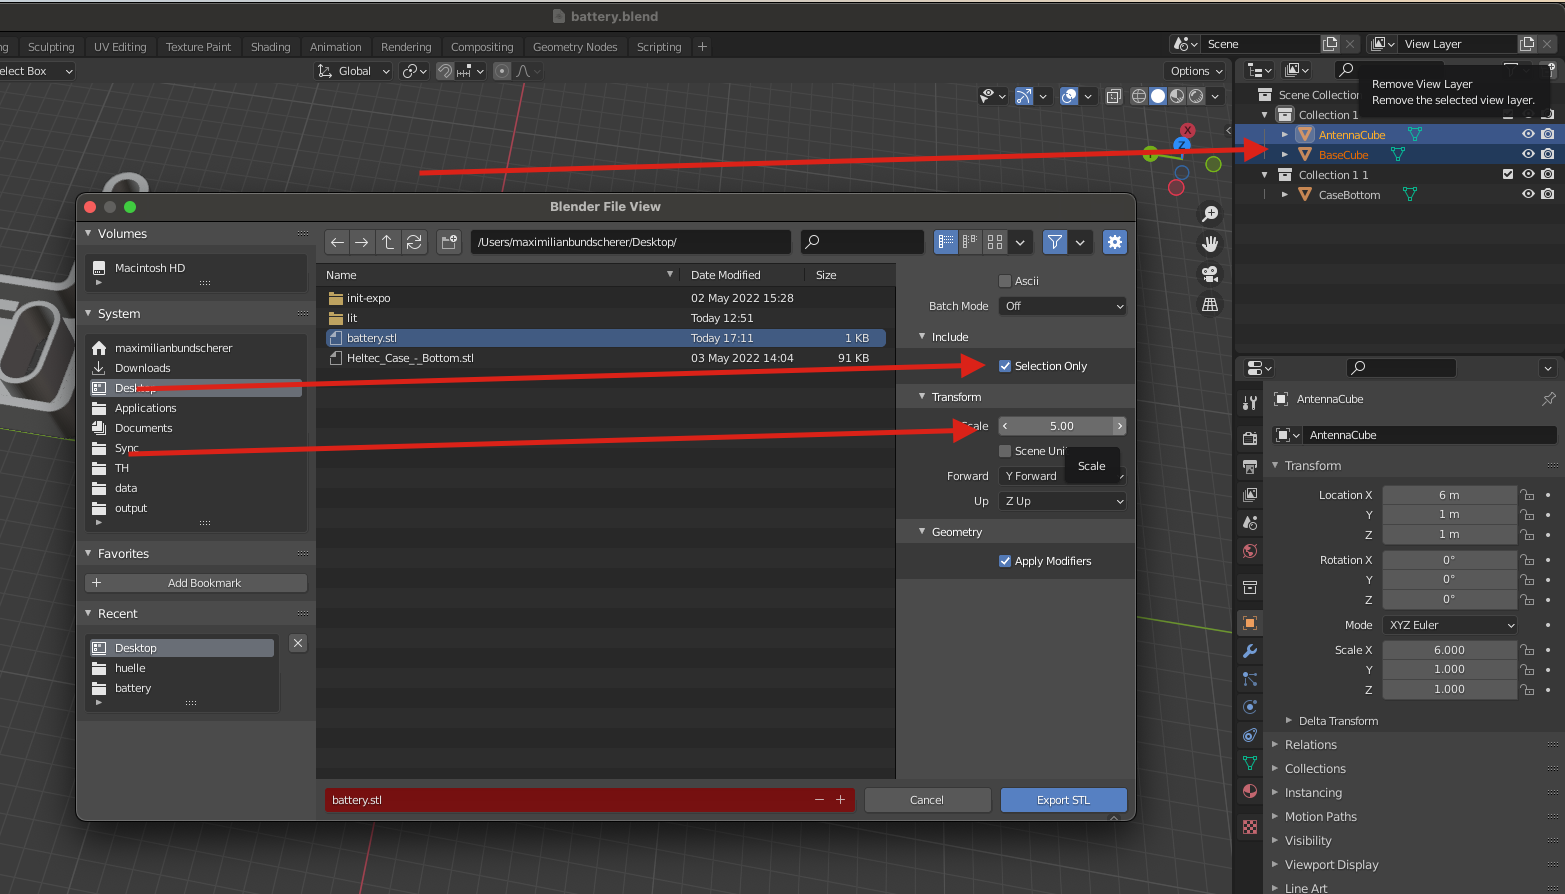 battery.blend
ng Sculpting UV Editing Texture Paint Shading Animation Rendering Compositing Geometry Nodes Scripting +
Scene
View Layer
elect Box
Global
Options
Remove View Layer
Remove the selected view layer.
Scene Collection
Collection 1
AntennaCube
BaseCube
Collection 1 1
CaseBottom
X
Z
Blender File View
Volumes
Macintosh HD
System
maximilianbundscherer
Downloads
Desktop
Applications
Documents
Sync
TH
data
output
Favorites
+ Add Bookmark
Recent
Desktop
huelle
battery
/Users/maximilianbundscherer/Desktop/
Name Date Modified Size
init-expo 02 May 2022 15:28
lit Today 12:51
battery.stl Today 17:11 1 KB
Heltec_Case_-_Bottom.stl 03 May 2022 14:04 91 KB
Ascii
Batch Mode Off
Include
Selection Only
Transform
Scale 5.00
Scene Uni
Scale
Forward Y Forward
Up Z Up
Geometry
Apply Modifiers
battery.stl
Cancel
Export STL
AntennaCube
AntennaCube
Transform
Location X 6 m
Y 1 m
Z 1 m
Rotation X 0°
Y 0°
Z 0°
Mode XYZ Euler
Scale X 6.000
Y 1.000
Z 1.000
Delta Transform
Relations
Collections
Instancing
Motion Paths
Visibility
Viewport Display
Line Art